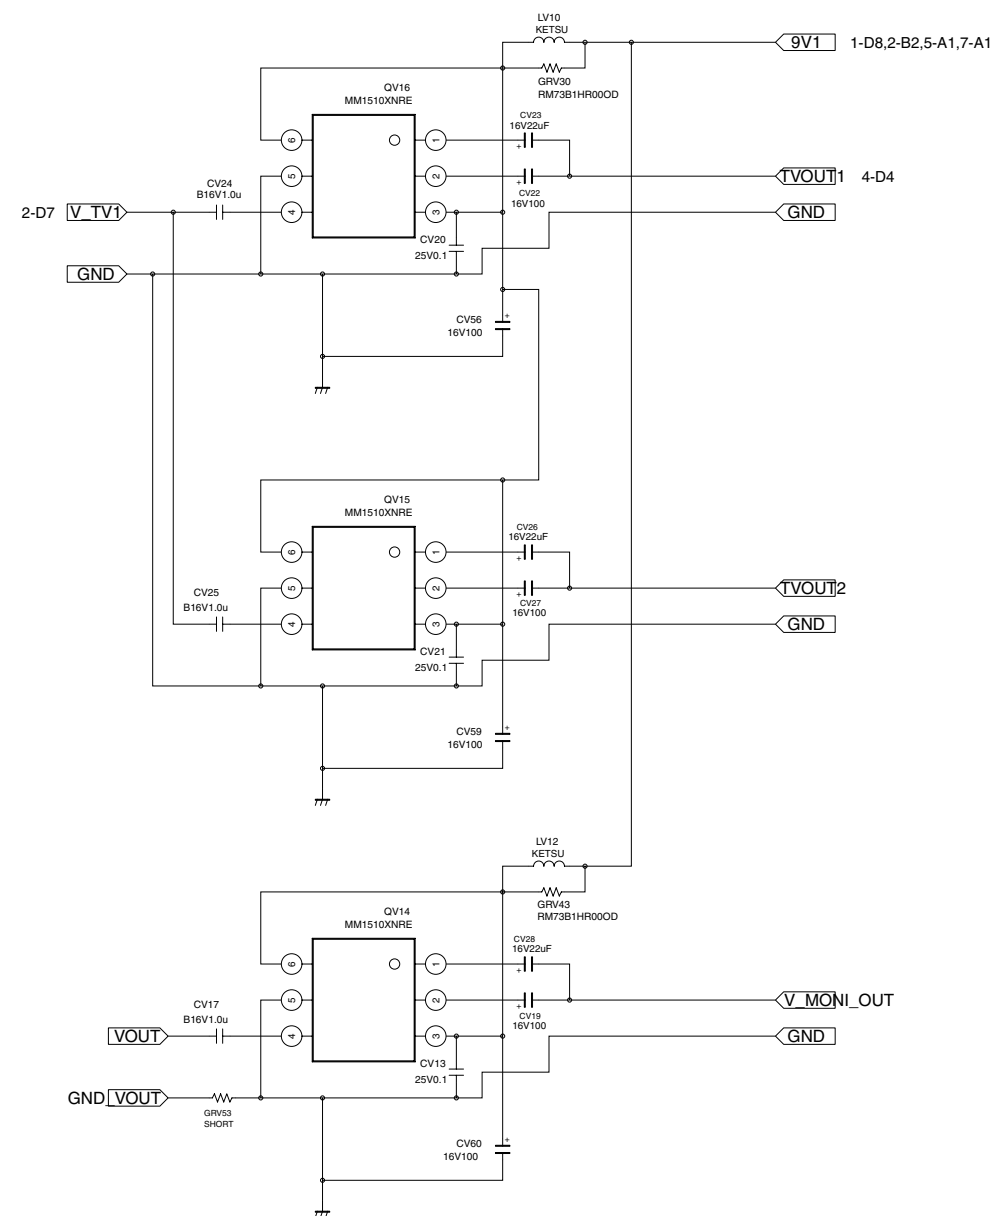 LV10
KETSU
9V1 1-D8,2-B2,5-A1,7-A1
GRV30
RM73B1HR00OD
QV16
MM1510XNRE
CV23
16V22uF
6
1
5
2
TVOUT1 4-D4
CV24
B16V1.0u
CV22
16V100
2-D7 V_TV1
4
3
GND
CV20
25V0.1
GND
CV56
16V100
QV15
MM1510XNRE
CV26
16V22uF
6
1
5
2
TVOUT2
CV25
B16V1.0u
CV27
16V100
4
3
GND
CV21
25V0.1
CV59
16V100
LV12
KETSU
GRV43
RM73B1HR00OD
QV14
MM1510XNRE
CV28
16V22uF
6
1
5
2
V_MONI_OUT
CV17
B16V1.0u
CV19
16V100
VOUT
4
3
GND
CV13
25V0.1
GND_VOUT
GRV53
SHORT
CV60
16V100